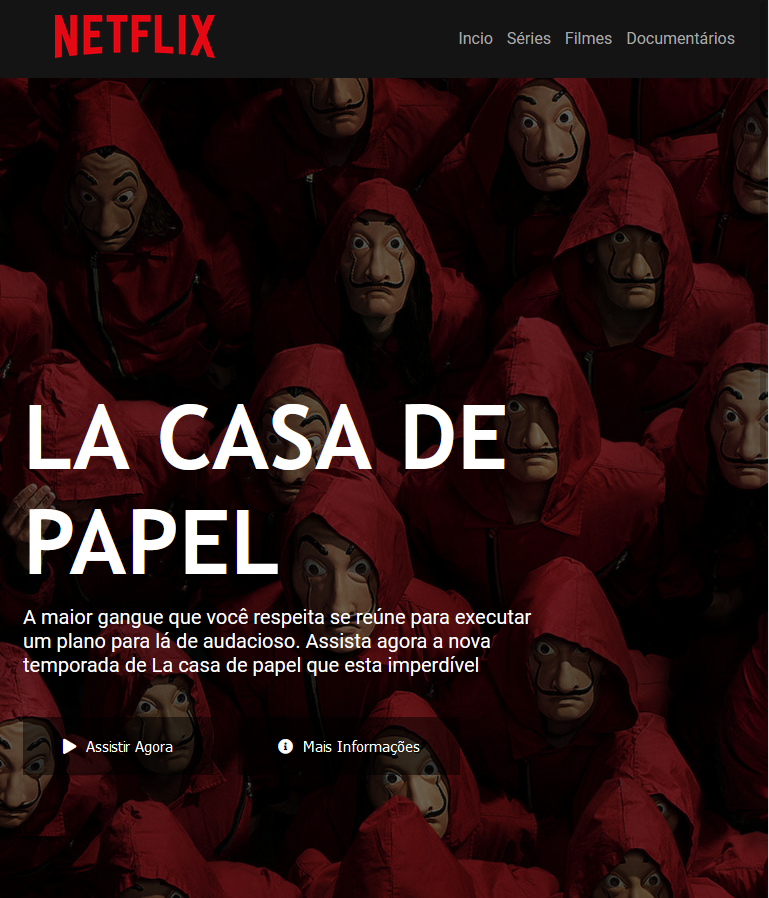 NETFLIX
Incio Séries Filmes Documentários
LA CASA DE
PAPEL
A maior gangue que você respeita se reúne para executar
um plano para lá de audacioso. Assista agora a nova
temporada de La casa de papel que esta imperdível
Assistir Agora
Mais Informações